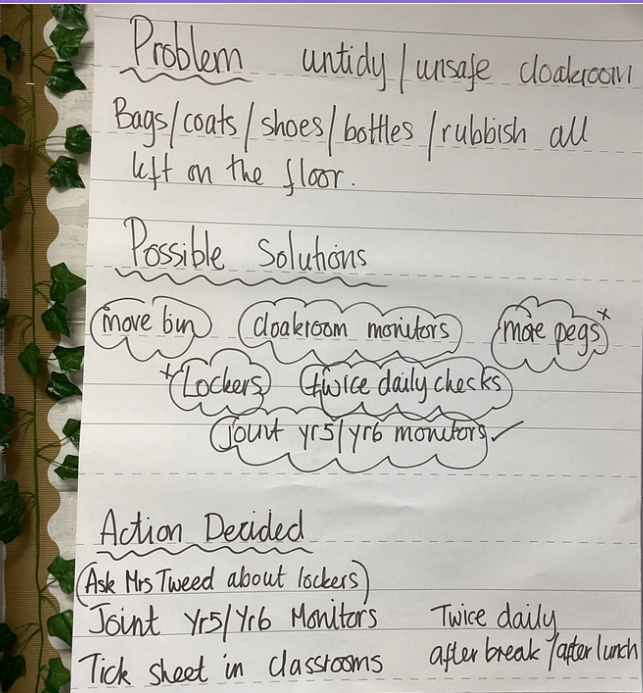 Problem untidy/unsafe cloakroom
Bags/coats/shoes/bottles/rubbish all
left on the floor.
Possible Solutions
move bin cloakroom monitors more pegs x
+ Lockers twice daily checks
Joint yr5/yr6 monitors ✓
Action Decided
(Ask Mrs Tweed about lockers)
Joint Yr5/Yr6 Monitors Twice daily
Tick sheet in classrooms after break/after lunch